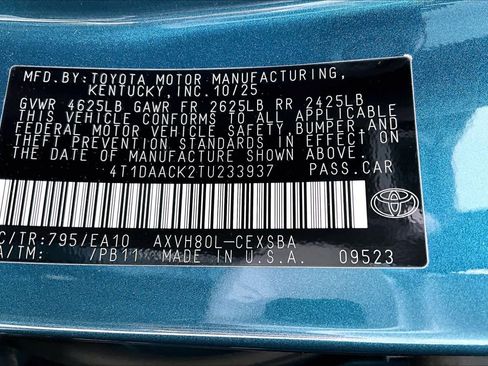 MFD.BY:TOYOTA MOTOR MANUFACTURING,
KENTUCKY,INC.10/25
GVWR 4625LB GAWR FR 2625LB RR 2425LB
THIS VEHICLE CONFORMS TO ALL APPLICABLE
FEDERAL MOTOR VEHICLE SAFETY,BUMPER,AND
THEFT PREVENTION STANDARDS IN EFFECT ON
THE DATE OF MANUFACTURE SHOWN ABOVE.
4T1DAACK2TU233937 PASS.CAR
C/TR:795/EA10 AXVH80L-CEXSBA
A/TM: /PB11 MADE IN U.S.A. 09523